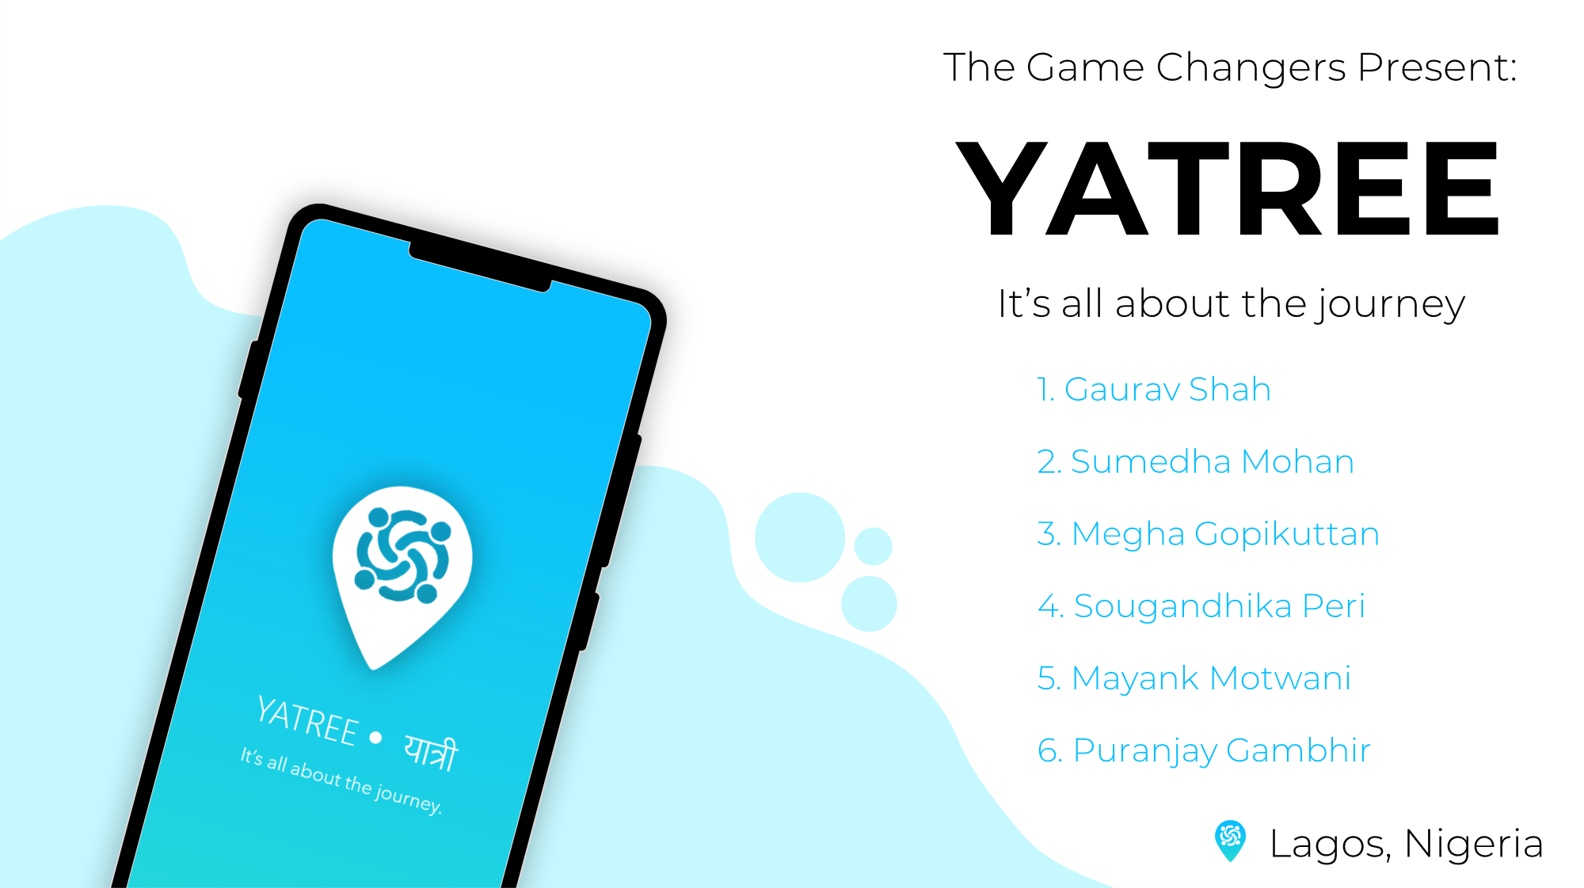 The Game Changers Present:
YATREE
It’s all about the journey
1. Gaurav Shah
2. Sumedha Mohan
3. Megha Gopikuttan
4. Sougandhika Peri
5. Mayank Motwani
6. Puranjay Gambhir
Lagos, Nigeria
YATREE • यात्री
It’s all about the journey.